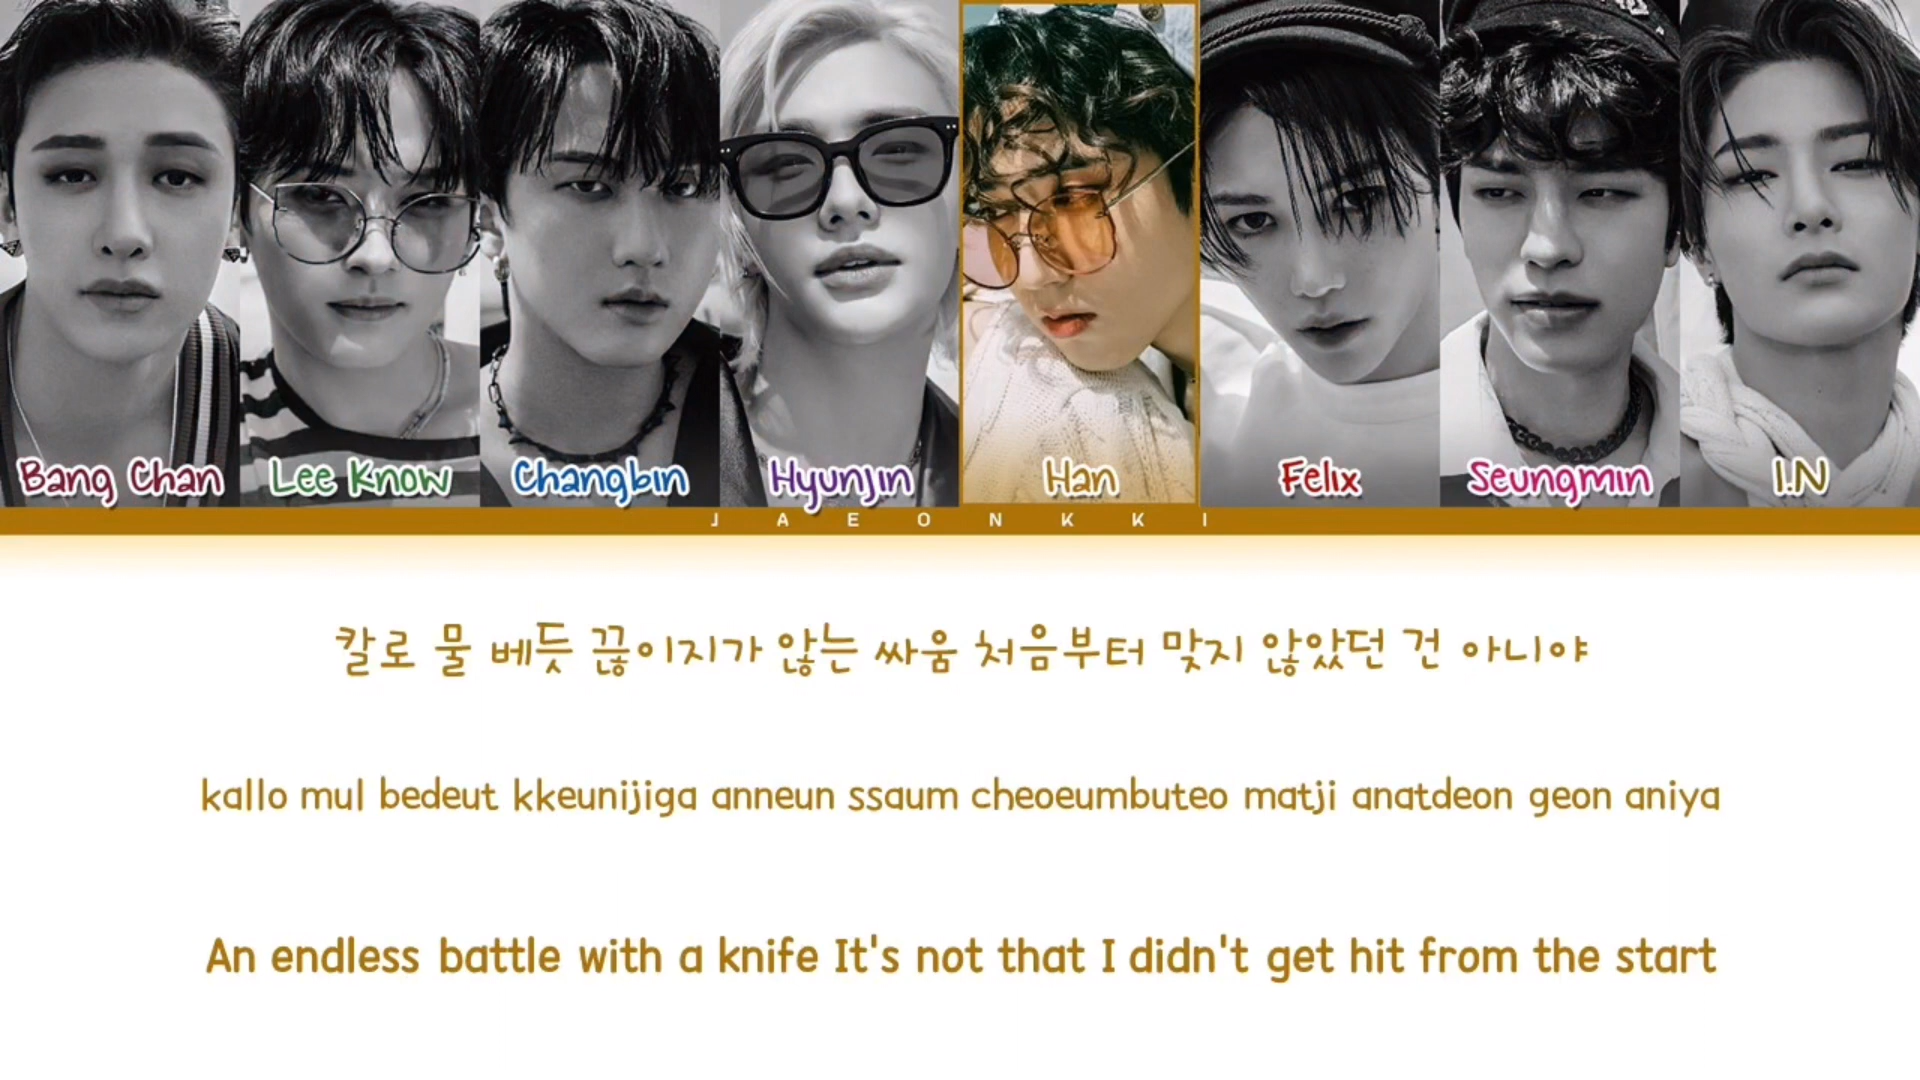 Bang Chan Lee Know Changbin Hyunjin Han Felix Seungmin I.N
JAEONKKI
칼로 물 베듯 끊이지가 않는 싸움 처음부터 맞지 않았던 건 아니야
kallo mul bedeut kkeunijiga anneun ssaum cheoeumbuteo matji anatdeon geon aniya
An endless battle with a knife It's not that I didn't get hit from the start